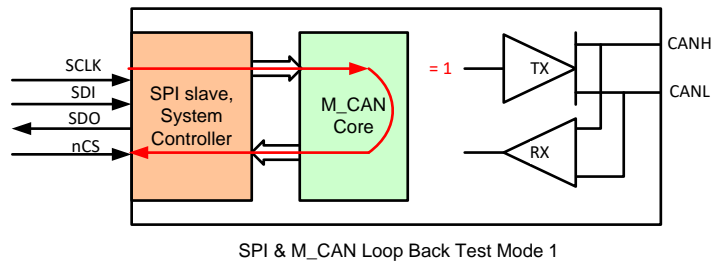 SCLK
SDI
SDO
nCS
SPI slave,
System
Controller
M_CAN
Core
= 1
TX
RX
CANH
CANL
SPI & M_CAN Loop Back Test Mode 1